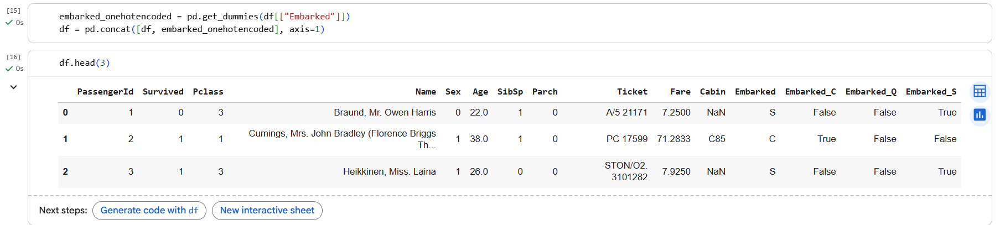 [15]
0s
embarked_onehotencoded = pd.get_dummies(df[["Embarked"]])
df = pd.concat([df, embarked_onehotencoded], axis=1)
[16]
0s
df.head(3)
PassengerId Survived Pclass Name Sex Age SibSp Parch Ticket Fare Cabin Embarked Embarked_C Embarked_Q Embarked_S
0 1 0 3 Braund, Mr. Owen Harris 0 22.0 1 0 A/5 21171 7.2500 NaN S False False True
1 2 1 1 Cumings, Mrs. John Bradley (Florence Briggs Th... 1 38.0 1 0 PC 17599 71.2833 C85 C True False False
2 3 1 3 Heikkinen, Miss. Laina 1 26.0 0 0 STON/O2. 3101282 7.9250 NaN S False False True
Next steps: Generate code with df New interactive sheet